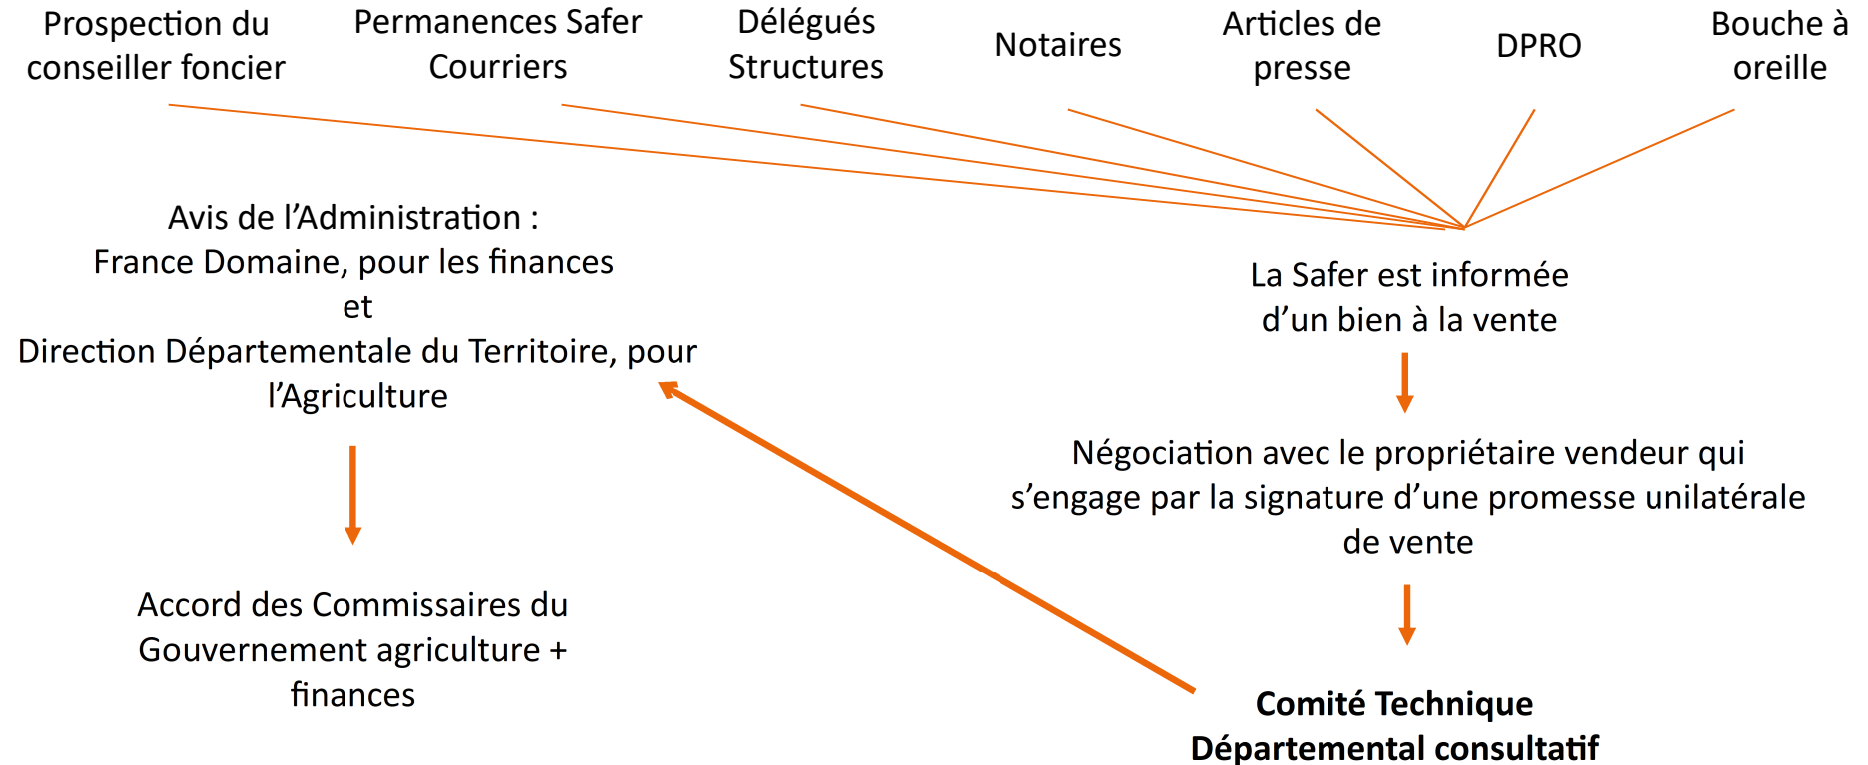 Prospection du
conseiller foncier
Permanences Safer
Courriers
Délégués
Structures
Notaires
Articles de
presse
DPRO
Bouche à
oreille
La Safer est informée
d’un bien à la vente
Négociation avec le propriétaire vendeur qui
s’engage par la signature d’une promesse unilatérale
de vente
Comité Technique
Départemental consultatif
Avis de l’Administration :
France Domaine, pour les finances
et
Direction Départementale du Territoire, pour
l’Agriculture
Accord des Commissaires du
Gouvernement agriculture +
finances